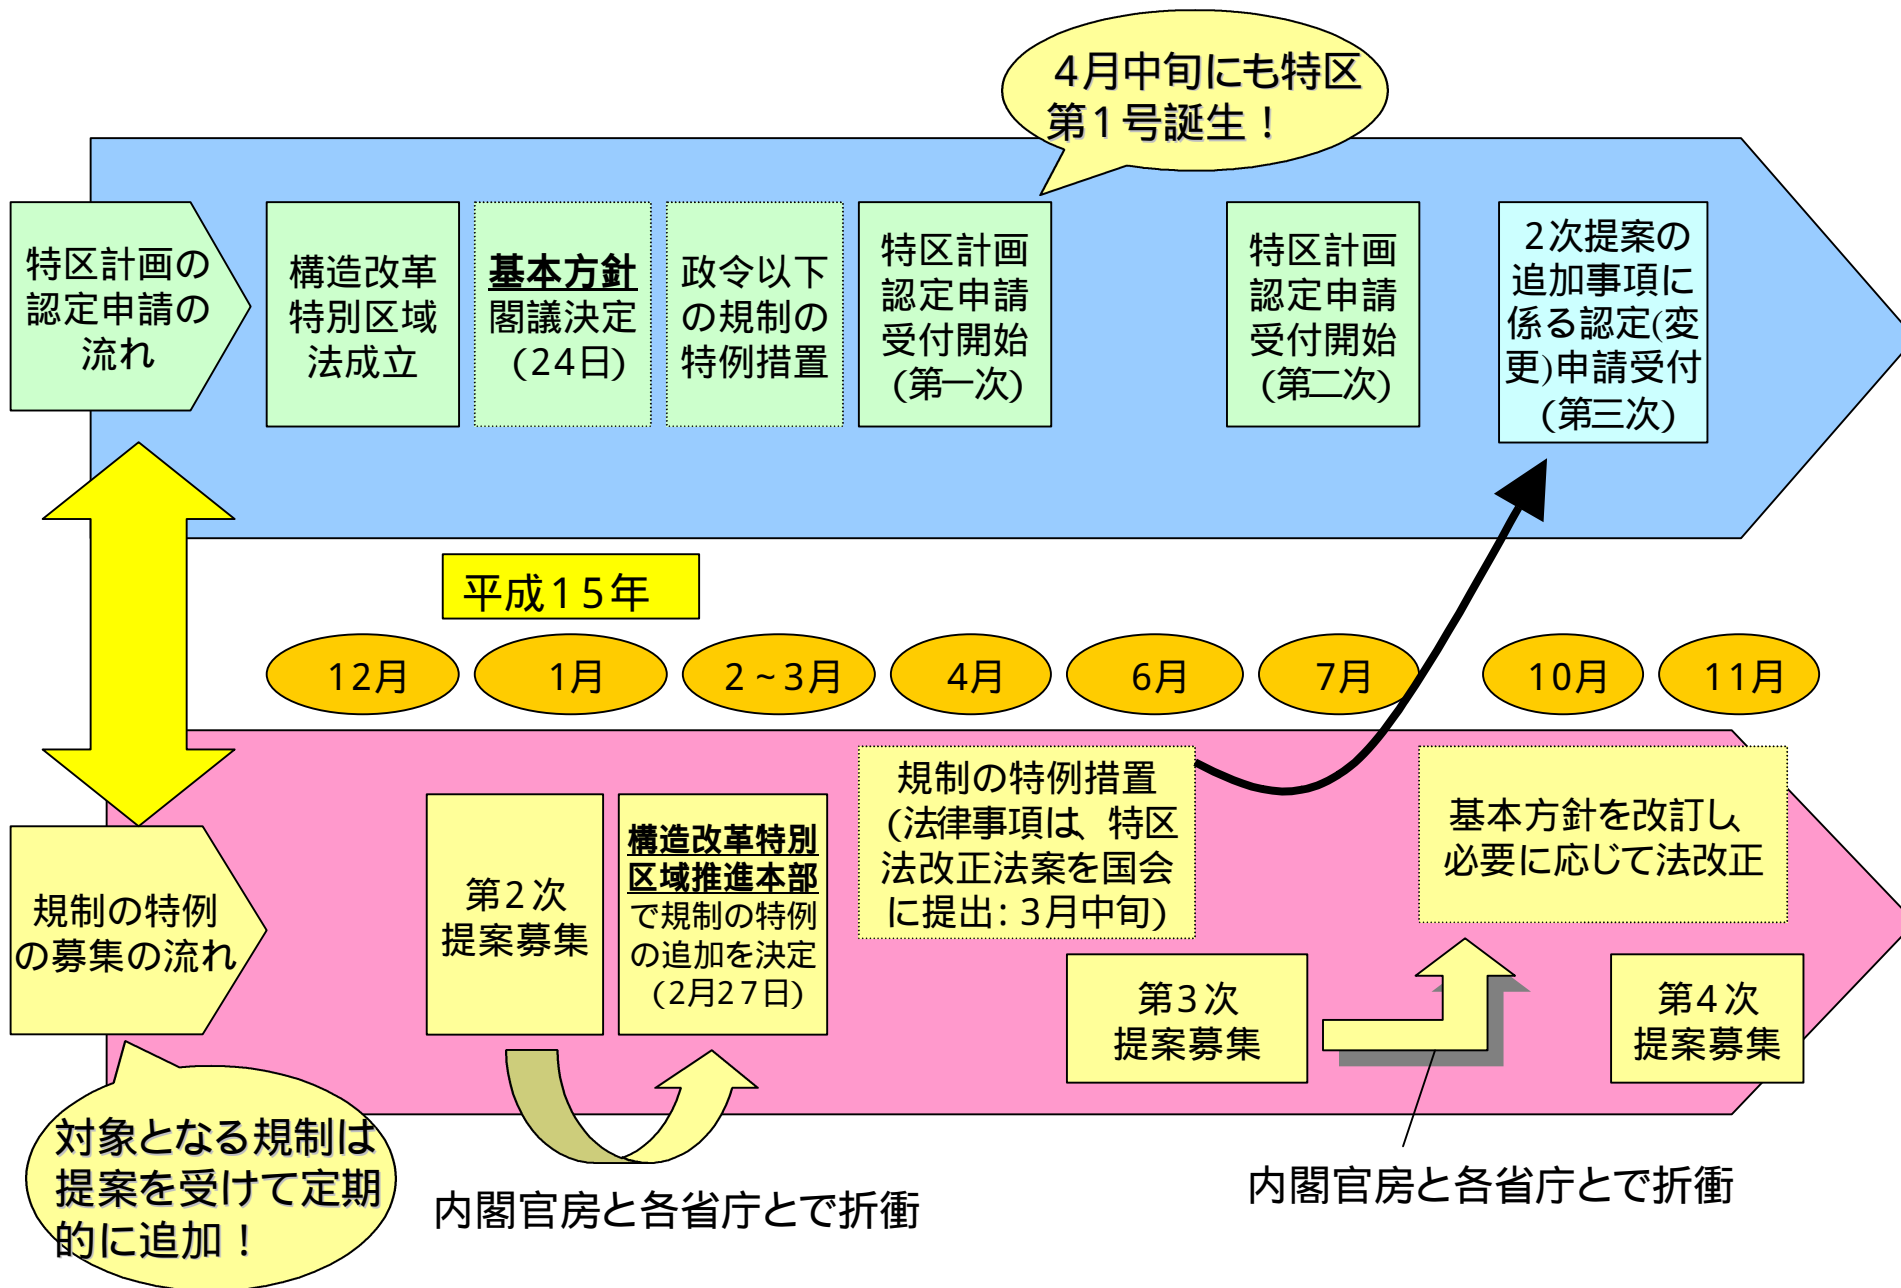 4月中旬にも特区
第1号誕生！
特区計画の
認定申請の
流れ
構造改革
特別区域
法成立
基本方針
閣議決定
(24日)
政令以下
の規制の
特例措置
特区計画
認定申請
受付開始
(第一次)
特区計画
認定申請
受付開始
(第二次)
2次提案の
追加事項に
係る認定(変
更)申請受付
(第三次)
平成15年
12月
1月
2～3月
4月
6月
7月
10月
11月
規制の特例
の募集の流れ
第2次
提案募集
構造改革特別
区域推進本部
で規制の特例
の追加を決定
(2月27日)
規制の特例措置
(法律事項は、特区
法改正法案を国会
に提出：3月中旬)
第3次
提案募集
基本方針を改訂し、
必要に応じて法改正
第4次
提案募集
対象となる規制は
提案を受けて定期
的に追加！
内閣官房と各省庁とで折衝
内閣官房と各省庁とで折衝